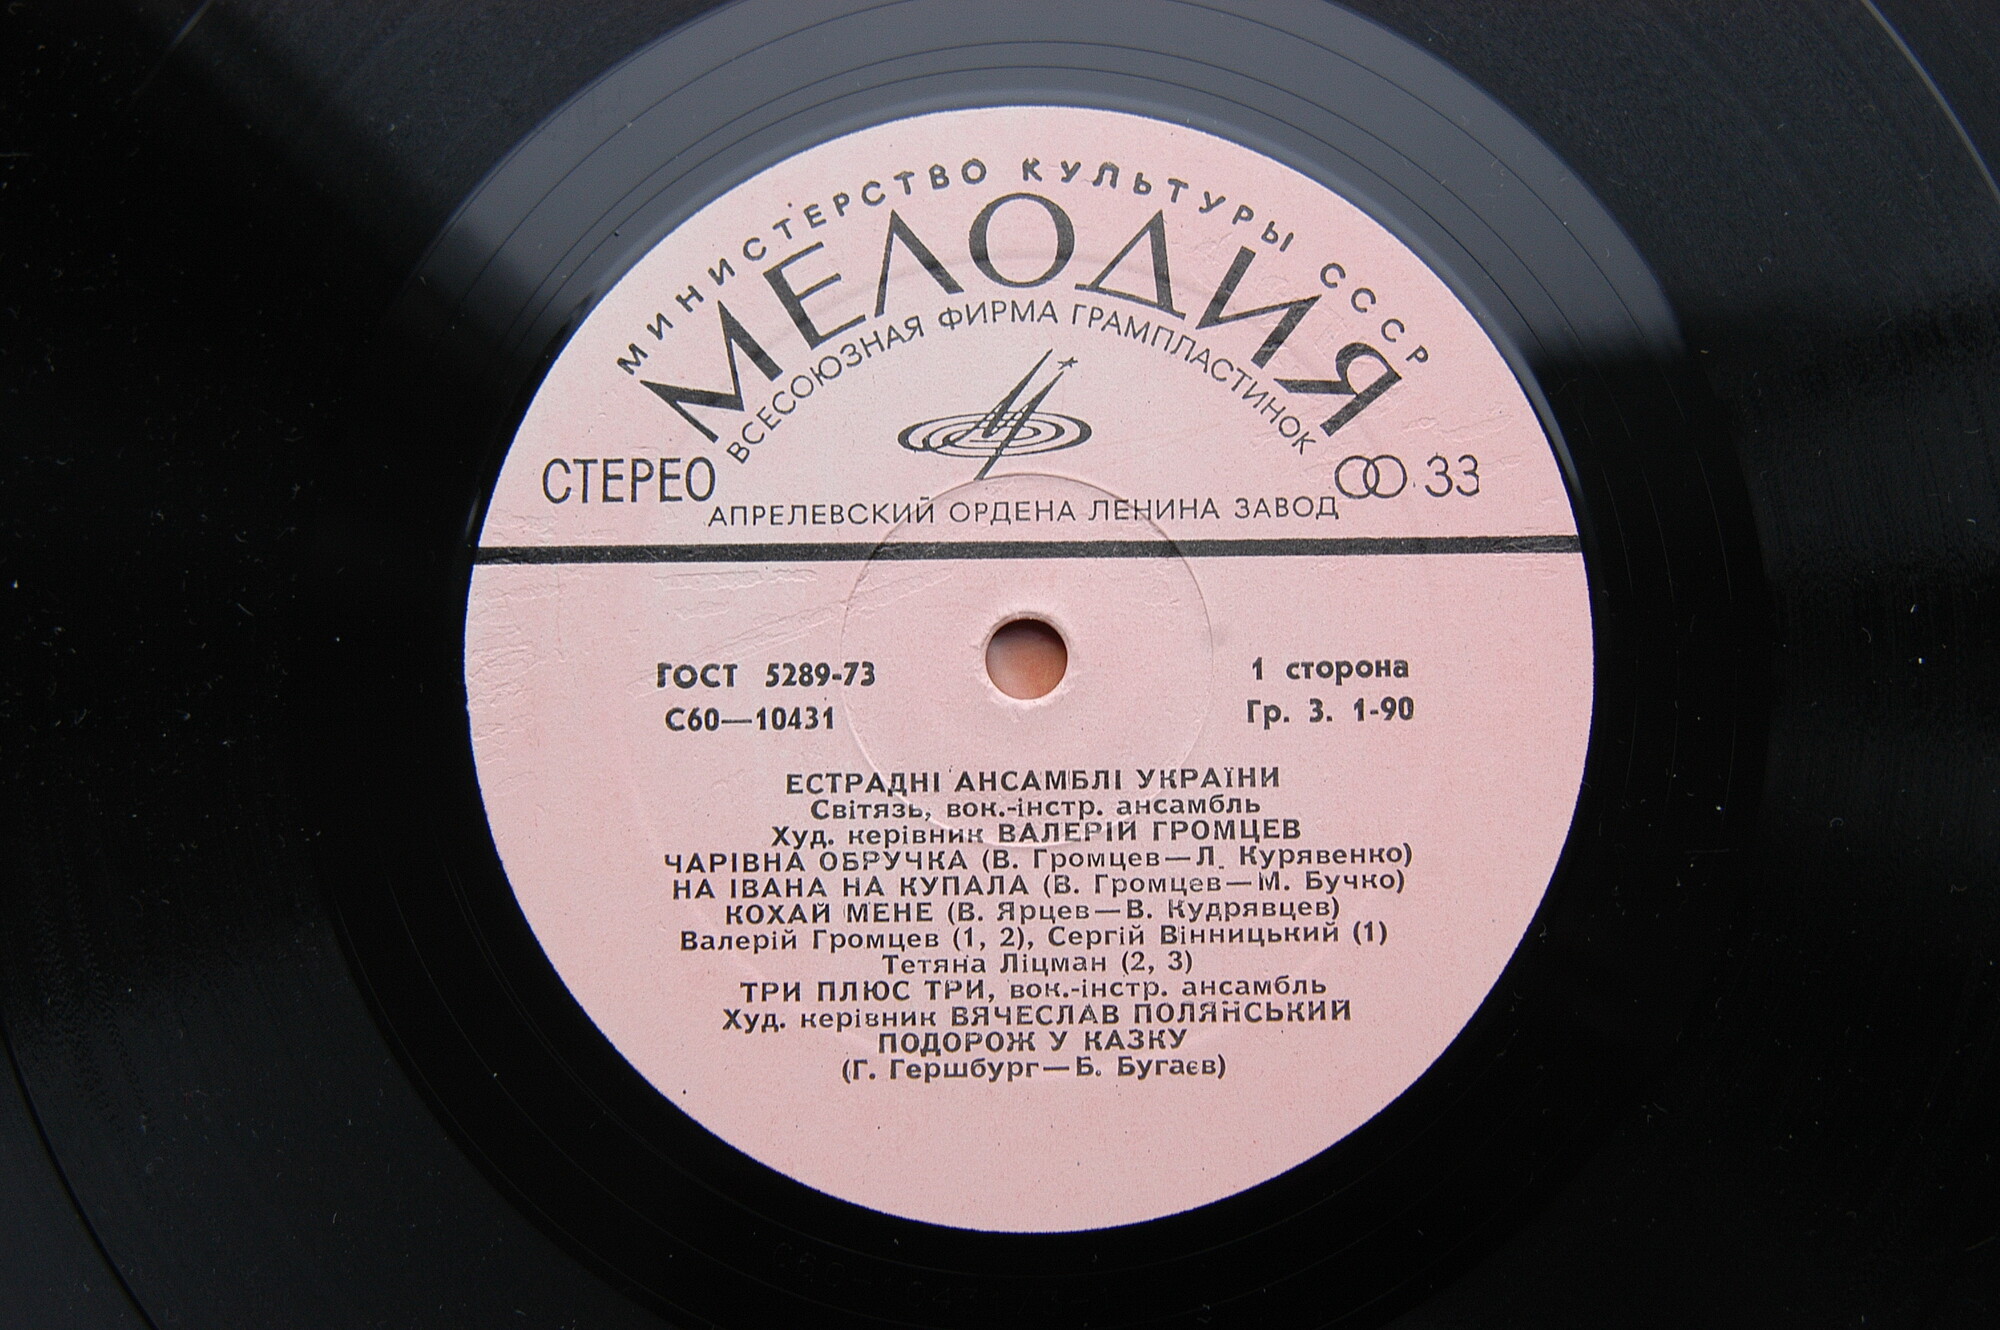 МИНИСТЕРСТВО КУЛЬТУРЫ СССР
МЕЛОДИЯ
ВСЕСОЮЗНАЯ ФИРМА ГРАМПЛАСТИНОК
СТЕРЕО
33
АПРЕЛЕВСКИЙ ОРДЕНА ЛЕНИНА ЗАВОД
ГОСТ 5289-73
1 сторона
С60—10431
Гр. 3. 1-90
ЕСТРАДНІ АНСАМБЛІ УКРАЇНИ
Світязь, вок.-інстр. ансамбль
Худ. керівник ВАЛЕРІЙ ГРОМЦЕВ
ЧАРІВНА ОБРУЧКА (В. Громцев—Л. Курявенко)
НА ІВАНА НА КУПАЛА (В. Громцев—М. Бучко)
КОХАЙ МЕНЕ (В. Ярцев—В. Кудрявцев)
Валерій Громцев (1, 2), Сергій Вінницький (1)
Тетяна Ліцман (2, 3)
ТРИ ПЛЮС ТРИ, вок.-інстр. ансамбль
Худ. керівник ВЯЧЕСЛАВ ПОЛЯНСЬКИЙ
ПОДОРОЖ У КАЗКУ
(Г. Гершбург—Б. Бугаєв)